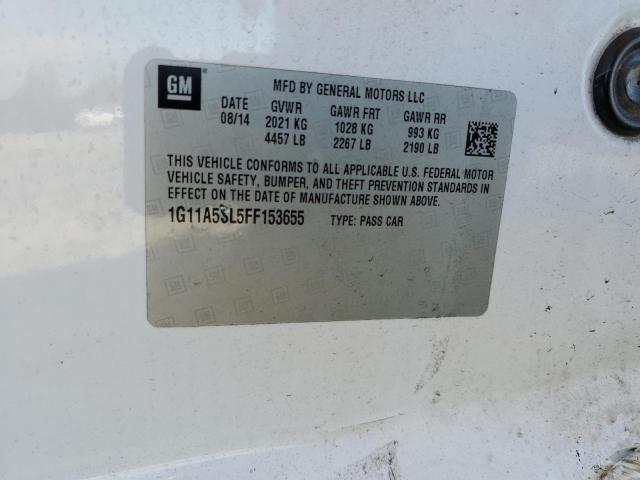 GM
MFD BY GENERAL MOTORS LLC
DATE GVWR GAWR FRT GAWR RR
08/14 2021 KG 1028 KG 993 KG
4457 LB 2267 LB 2190 LB
THIS VEHICLE CONFORMS TO ALL APPLICABLE U.S. FEDERAL MOTOR
VEHICLE SAFETY, BUMPER, AND THEFT PREVENTION STANDARDS IN
EFFECT ON THE DATE OF MANUFACTURE SHOWN ABOVE.
1G11A5SL5FF153655 TYPE: PASS CAR